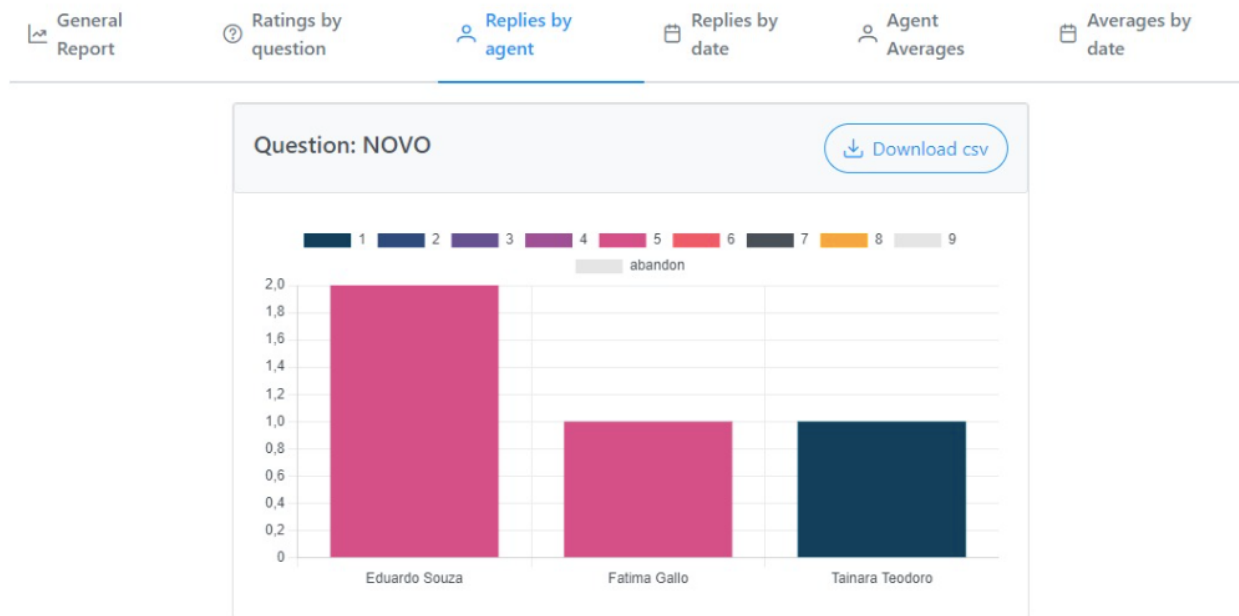 General
Report
Ratings by
question
Replies by
agent
Replies by
date
Agent
Averages
Averages by
date
Question: NOVO
Download csv
1 2 3 4 5 6 7 8 9
abandon
2,0
1,8
1,6
1,4
1,2
1,0
0,8
0,6
0,4
0,2
0
Eduardo Souza Fatima Gallo Tainara Teodoro